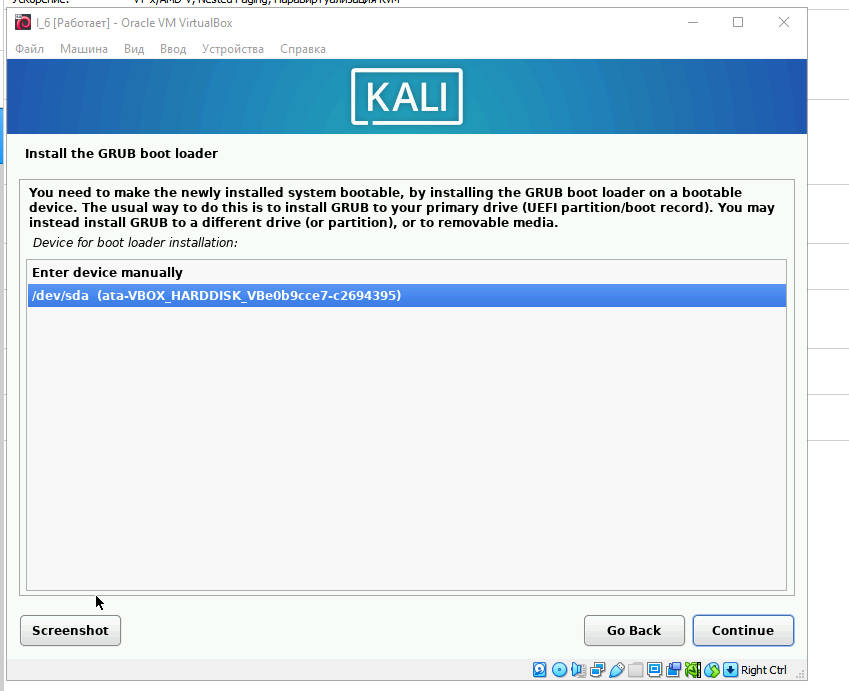 Ускорение: VT-x/AMD-V, Nested Paging, Паравиртуализация KVM
I_6 [Работает] - Oracle VM VirtualBox
Файл Машина Вид Ввод Устройства Справка
KALI
Install the GRUB boot loader
You need to make the newly installed system bootable, by installing the GRUB boot loader on a bootable
device. The usual way to do this is to install GRUB to your primary drive (UEFI partition/boot record). You may
instead install GRUB to a different drive (or partition), or to removable media.
Device for boot loader installation:
Enter device manually
/dev/sda (ata-VBOX_HARDDISK_VBe0b9cce7-c2694395)
Screenshot Go Back Continue
Right Ctrl